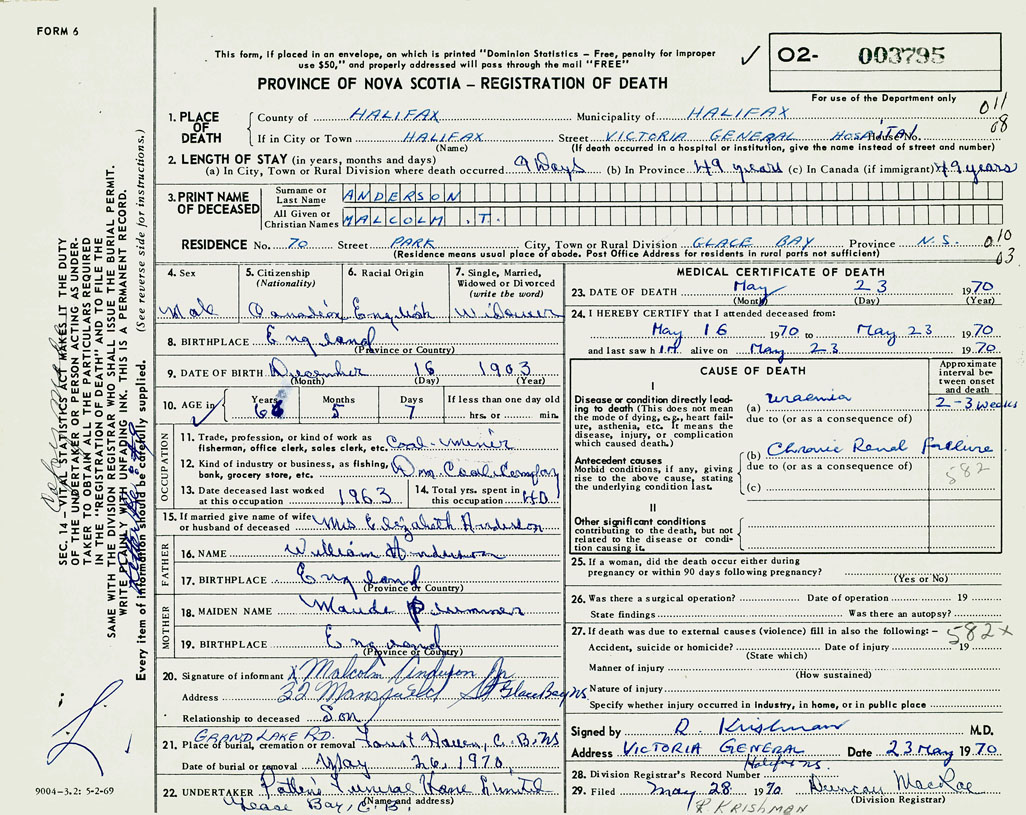 FORM 6
This form, if placed in an envelope, on which is printed "Dominion Statistics – Free, penalty for improper
use $50," and properly addressed will pass through the mail "FREE"
PROVINCE OF NOVA SCOTIA – REGISTRATION OF DEATH
O2- 003795
For use of the Department only
011
08
1. PLACE OF DEATH
County of HALIFAX Municipality of HALIFAX
If in City or Town HALIFAX Street VICTORIA GENERAL HOSPITAL House No.
(Name) (If death occurred in a hospital or institution, give the name instead of street and number)
2. LENGTH OF STAY (in years, months and days)
(a) In City, Town or Rural Division where death occurred 9 Days (b) In Province 49 years (c) In Canada (if immigrant) 49 years
3. PRINT NAME OF DECEASED
Surname or Last Name ANDERSON
All Given or Christian Names MALCOLM .T.
RESIDENCE No. 70 Street PARK City, Town or Rural Division GLACE BAY Province N.S. 010
(Residence means usual place of abode. Post Office Address for residents in rural parts not sufficient) 03
4. Sex Male
5. Citizenship (Nationality) Canadian
6. Racial Origin English
7. Single, Married, Widowed or Divorced (write the word) Widower
8. BIRTHPLACE England
(Province or Country)
9. DATE OF BIRTH December 16 1903
(Month) (Day) (Year)
10. AGE in Years 66 Months 5 Days 7 If less than one day old hrs. or min.
OCCUPATION
11. Trade, profession, or kind of work as fisherman, office clerk, sales clerk, etc. Coal-miner
12. Kind of industry or business, as fishing, bank, grocery store, etc. Dom. Coal Company
13. Date deceased last worked at this occupation 1963
14. Total yrs. spent in this occupation 40
15. If married give name of wife or husband of deceased Mrs Elizabeth Anderson
FATHER
16. NAME William Anderson
17. BIRTHPLACE England
(Province or Country)
MOTHER
18. MAIDEN NAME Maude Plummer
19. BIRTHPLACE England
(Province or Country)
20. Signature of informant X Malcolm Anderson Jr.
Address 32 Mansfield St Glace Bay NS
Relationship to deceased Son
GRAND LAKE RD.
21. Place of burial, cremation or removal Forest Haven, C.B. NS
Date of burial or removal May 26, 1970
22. UNDERTAKER Patten Funeral Home Limited
(Name and address)
Glace Bay, C.B.
MEDICAL CERTIFICATE OF DEATH
23. DATE OF DEATH May 23 1970
(Month) (Day) (Year)
24. I HEREBY CERTIFY that I attended deceased from:
May 16 1970 to May 23 1970
and last saw h IM alive on May 23 1970
CAUSE OF DEATH
Approximate interval between onset and death
I
Disease or condition directly leading to death (This does not mean the mode of dying, e.g., heart failure, asthenia, etc. It means the disease, injury, or complication which caused death.)
(a) uraemia 2-3 weeks
due to (or as a consequence of)
Antecedent causes
Morbid conditions, if any, giving rise to the above cause, stating the underlying condition last.
(b) Chronic Renal failure
due to (or as a consequence of) 582
(c)
II
Other significant conditions
contributing to the death, but not related to the disease or condition causing it.
25. If a woman, did the death occur either during
pregnancy or within 90 days following pregnancy?
(Yes or No)
26. Was there a surgical operation? Date of operation 19
State findings Was there an autopsy?
27. If death was due to external causes (violence) fill in also the following: – 582x
Accident, suicide or homicide? Date of injury 19
(State which)
Manner of injury
(How sustained)
Nature of injury
Specify whether injury occurred in industry, in home, or in public place
Signed by R. Krishman M.D.
Address VICTORIA GENERAL Date 23 May 1970
Halifax NS.
28. Division Registrar's Record Number
29. Filed May 28 1970 Duncan MacRae
(Division Registrar)
R. KRISHMAN
SEC. 14 – VITAL STATISTICS ACT MAKES IT THE DUTY
OF THE UNDERTAKER OR PERSON ACTING AS UNDER-
TAKER TO OBTAIN ALL THE PARTICULARS REQUIRED
IN THE "REGISTRATION OF DEATH" AND TO FILE THE
SAME WITH THE DIVISION REGISTRAR WHO SHALL ISSUE THE BURIAL PERMIT.
WRITE PLAINLY WITH UNFADING INK. THIS IS A PERMANENT RECORD.
Every item of information should be carefully supplied. (See reverse side for instructions.)
9004–3.2: 5-2-69